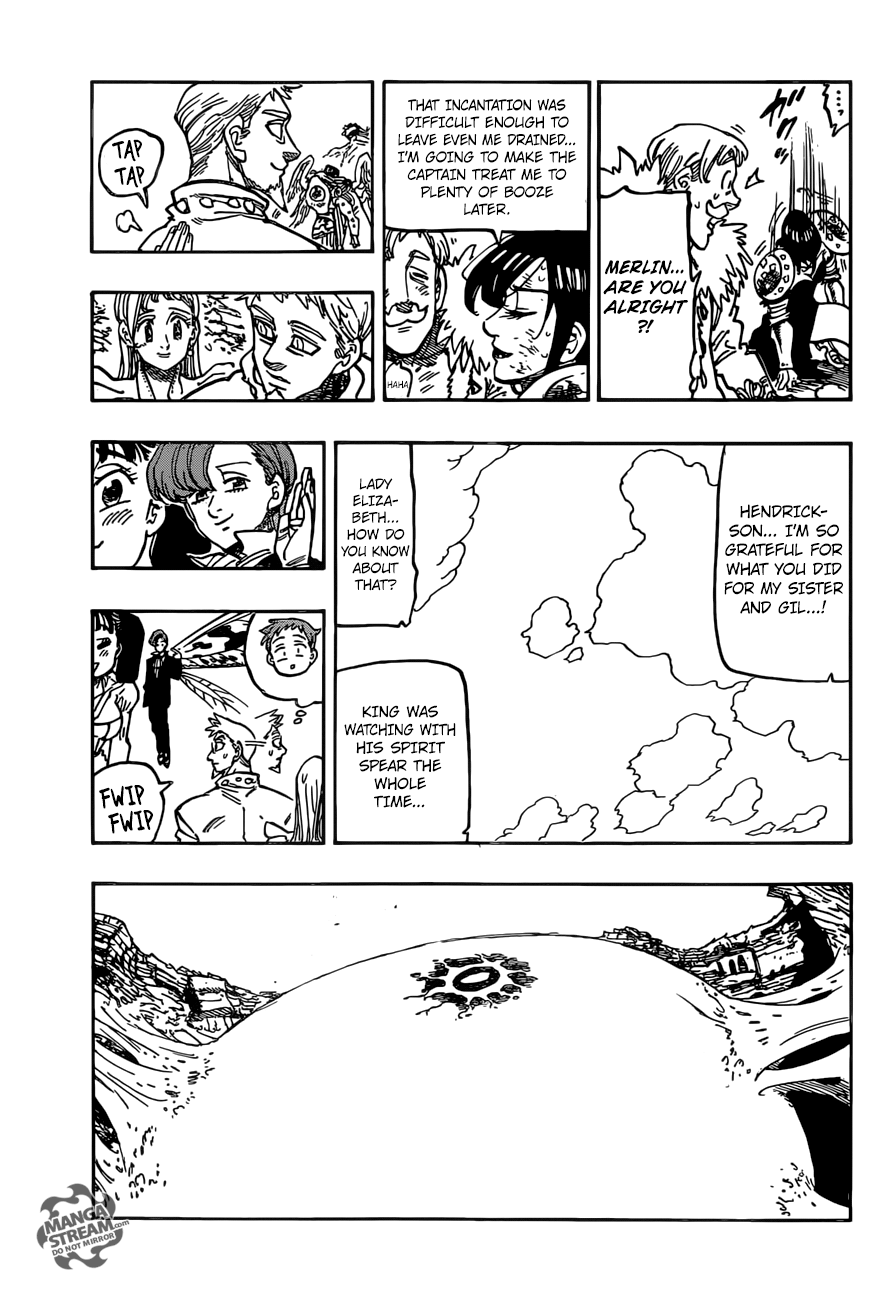 MERLIN...
ARE YOU
ALRIGHT
?!
THAT INCANTATION WAS
DIFFICULT ENOUGH TO
LEAVE EVEN ME DRAINED...
I'M GOING TO MAKE THE
CAPTAIN TREAT ME TO
PLENTY OF BOOZE
LATER.
HAHA
TAP
TAP
HENDRICK-
SON... I'M SO
GRATEFUL FOR
WHAT YOU DID
FOR MY SISTER
AND GIL...!
LADY
ELIZA-
BETH...
HOW DO
YOU KNOW
ABOUT
THAT?
KING WAS
WATCHING WITH
HIS SPIRIT
SPEAR THE
WHOLE
TIME...
FWIP
FWIP
MANGA
STREAM.com
DO NOT MIRROR